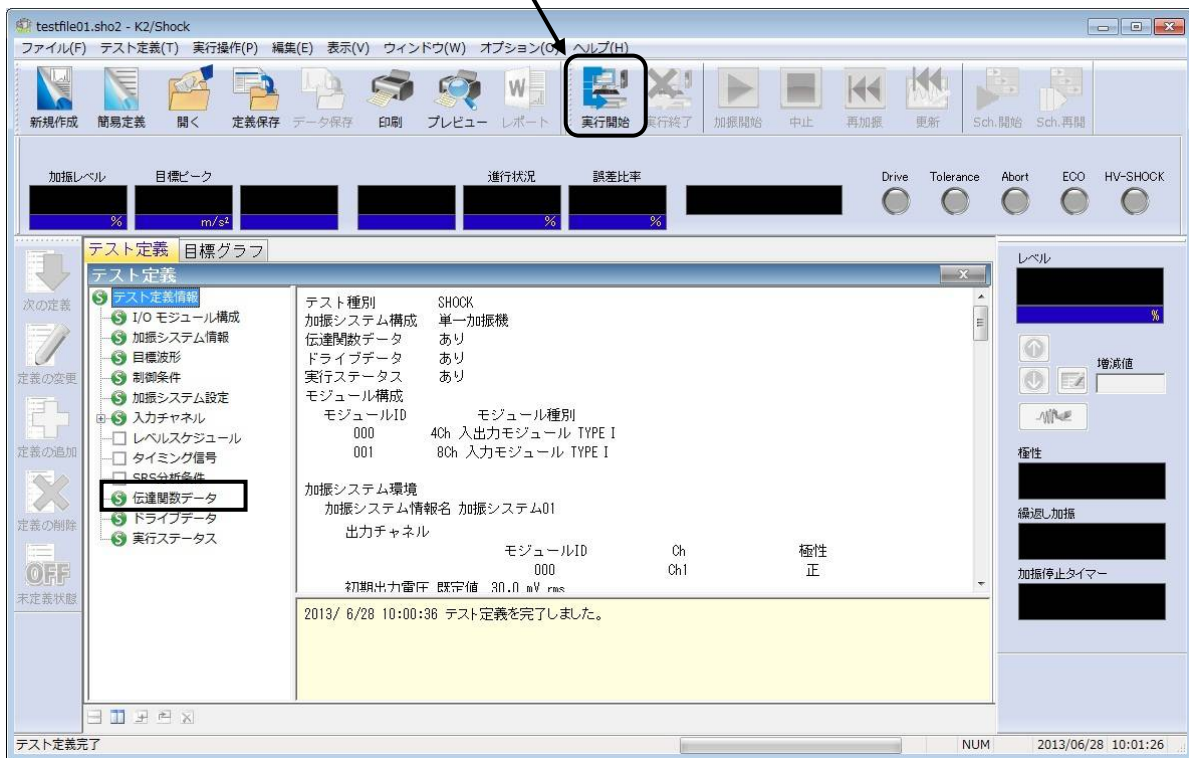 testfile01.sho2 - K2/Shock
ファイル(F) テスト定義(T) 実行操作(P) 編集(E) 表示(V) ウィンドウ(W) オプション(O) ヘルプ(H)
新規作成 簡易定義 開く 定義保存 データ保存 印刷 プレビュー レポート 実行開始 実行終了 加振開始 中止 再加振 更新 Sch.開始 Sch.再開
加振レベル 目標ピーク 進行状況 誤差比率 Drive Tolerance Abort ECO HV-SHOCK
% m/s² % %
テスト定義 目標グラフ
テスト定義
次の定義
定義の変更
定義の追加
定義の削除
OFF
未定義状態
テスト定義情報
I/O モジュール構成
加振システム情報
目標波形
制御条件
加振システム設定
入力チャネル
レベルスケジュール
タイミング信号
SRS分析条件
伝達関数データ
ドライブデータ
実行ステータス
テスト種別 SHOCK
加振システム構成 単一加振機
伝達関数データ あり
ドライブデータ あり
実行ステータス あり
モジュール構成
モジュールID モジュール種別
000 4Ch 入出力モジュール TYPE I
001 8Ch 入力モジュール TYPE I
加振システム環境
加振システム情報名 加振システム01
出力チャネル
モジュールID Ch 極性
000 Ch1 正
初期出力電圧 既定値 30.0 mV rms
2013/ 6/28 10:00:36 テスト定義を完了しました。
レベル
%
増減値
極性
繰返し加振
加振停止タイマー
テスト定義完了 NUM 2013/06/28 10:01:26